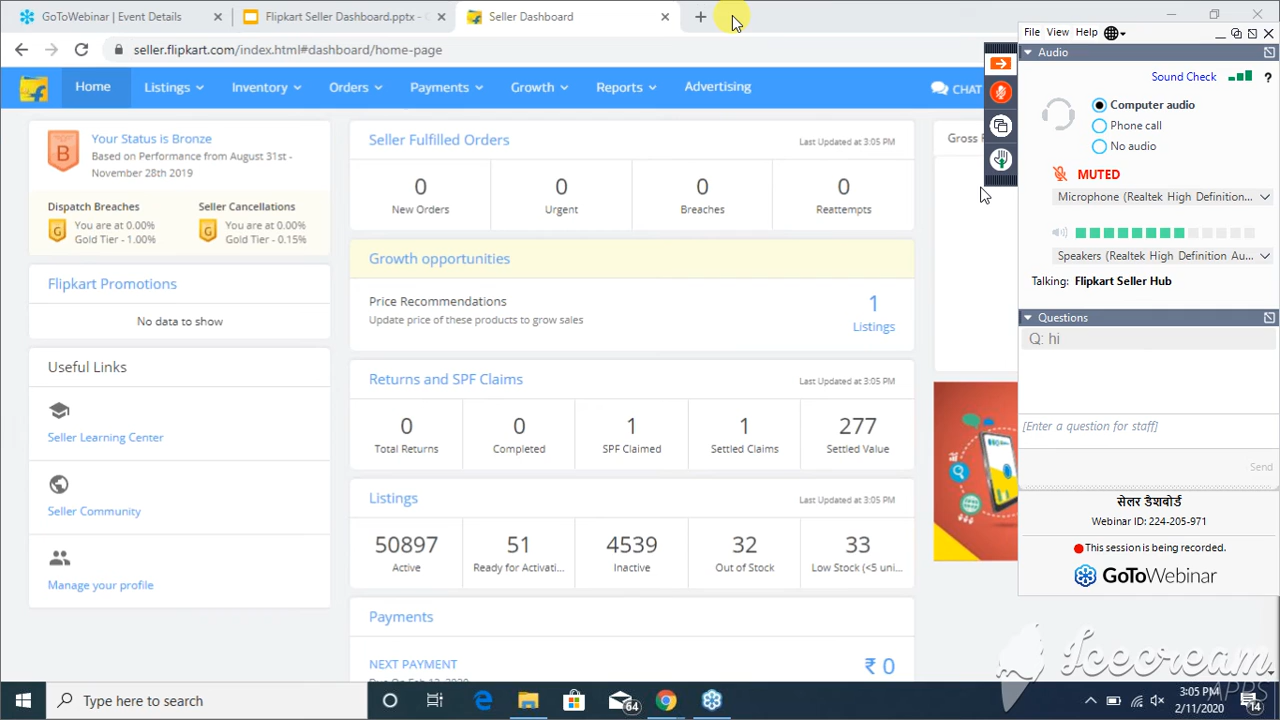 GoToWebinar | Event Details
Flipkart Seller Dashboard.pptx - G
Seller Dashboard
seller.flipkart.com/index.html#dashboard/home-page
File View Help
Audio
Sound Check
?
Computer audio
Phone call
No audio
MUTED
Microphone (Realtek High Definition...
Speakers (Realtek High Definition Au...
Talking: Flipkart Seller Hub
Questions
Q: hi
[Enter a question for staff]
Send
सेलर डैशबोर्ड
Webinar ID: 224-205-971
This session is being recorded.
GoToWebinar
Home Listings Inventory Orders Payments Growth Reports Advertising CHAT
B
Your Status is Bronze
Based on Performance from August 31st -
November 28th 2019
Dispatch Breaches
G
You are at 0.00%
Gold Tier - 1.00%
Seller Cancellations
G
You are at 0.00%
Gold Tier - 0.15%
Flipkart Promotions
No data to show
Useful Links
Seller Learning Center
Seller Community
Manage your profile
Seller Fulfilled Orders
Last Updated at 3:05 PM
0 0 0 0
New Orders Urgent Breaches Reattempts
Growth opportunities
Price Recommendations
Update price of these products to grow sales
1
Listings
Returns and SPF Claims
Last Updated at 3:05 PM
0 0 1 1 277
Total Returns Completed SPF Claimed Settled Claims Settled Value
Listings
Last Updated at 3:05 PM
50897 51 4539 32 33
Active Ready for Activati... Inactive Out of Stock Low Stock (<5 uni...
Payments
NEXT PAYMENT
₹ 0
Gross
Icecream
APPS
Type here to search
64
3:05 PM
2/11/2020
14